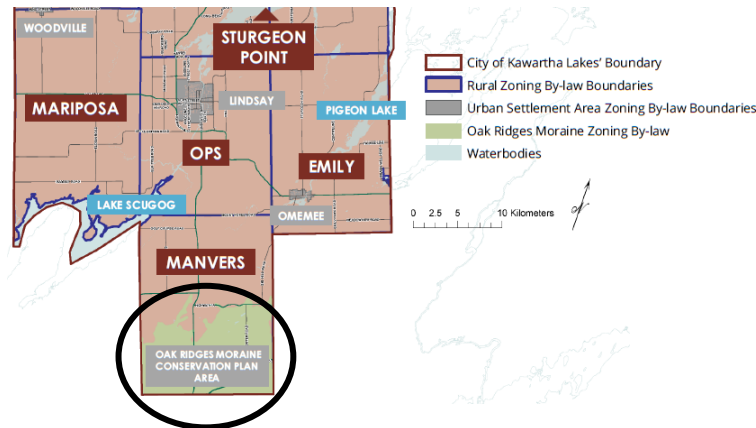 WOODVILLE
STURGEON
POINT
MARIPOSA
LINDSAY
PIGEON LAKE
OPS
EMILY
LAKE SCUGOG
OMEMEE
MANVERS
OAK RIDGES MORAINE
CONSERVATION PLAN
AREA
City of Kawartha Lakes' Boundary
Rural Zoning By-law Boundaries
Urban Settlement Area Zoning By-law Boundaries
Oak Ridges Moraine Zoning By-law
Waterbodies
0 2.5 5 10 Kilometers